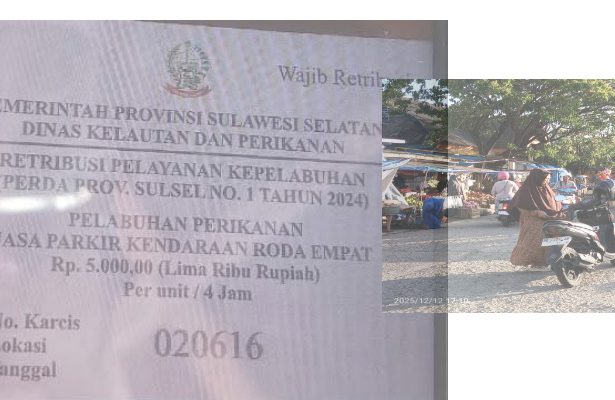 Wajib Retri
EMERINTAH PROVINSI SULAWESI SELATAN
DINAS KELAUTAN DAN PERIKANAN
RETRIBUSI PELAYANAN KEPELABUHAN
(PERDA PROV. SULSEL NO. 1 TAHUN 2024)
PELABUHAN PERIKANAN
JASA PARKIR KENDARAAN RODA EMPAT
Rp. 5.000,00 (Lima Ribu Rupiah)
Per unit / 4 Jam
No. Karcis
020616
Lokasi
anggal
2025/12/12 17:10